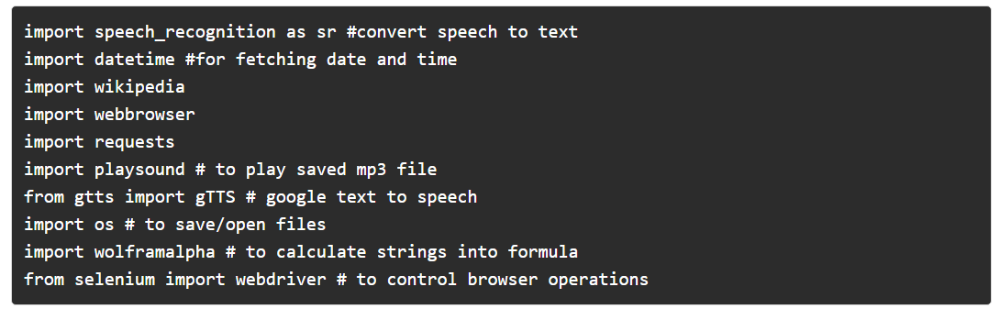 import speech_recognition as sr #convert speech to text
import datetime #for fetching date and time
import wikipedia
import webbrowser
import requests
import playsound # to play saved mp3 file
from gtts import gTTS # google text to speech
import os # to save/open files
import wolframalpha # to calculate strings into formula
from selenium import webdriver # to control browser operations